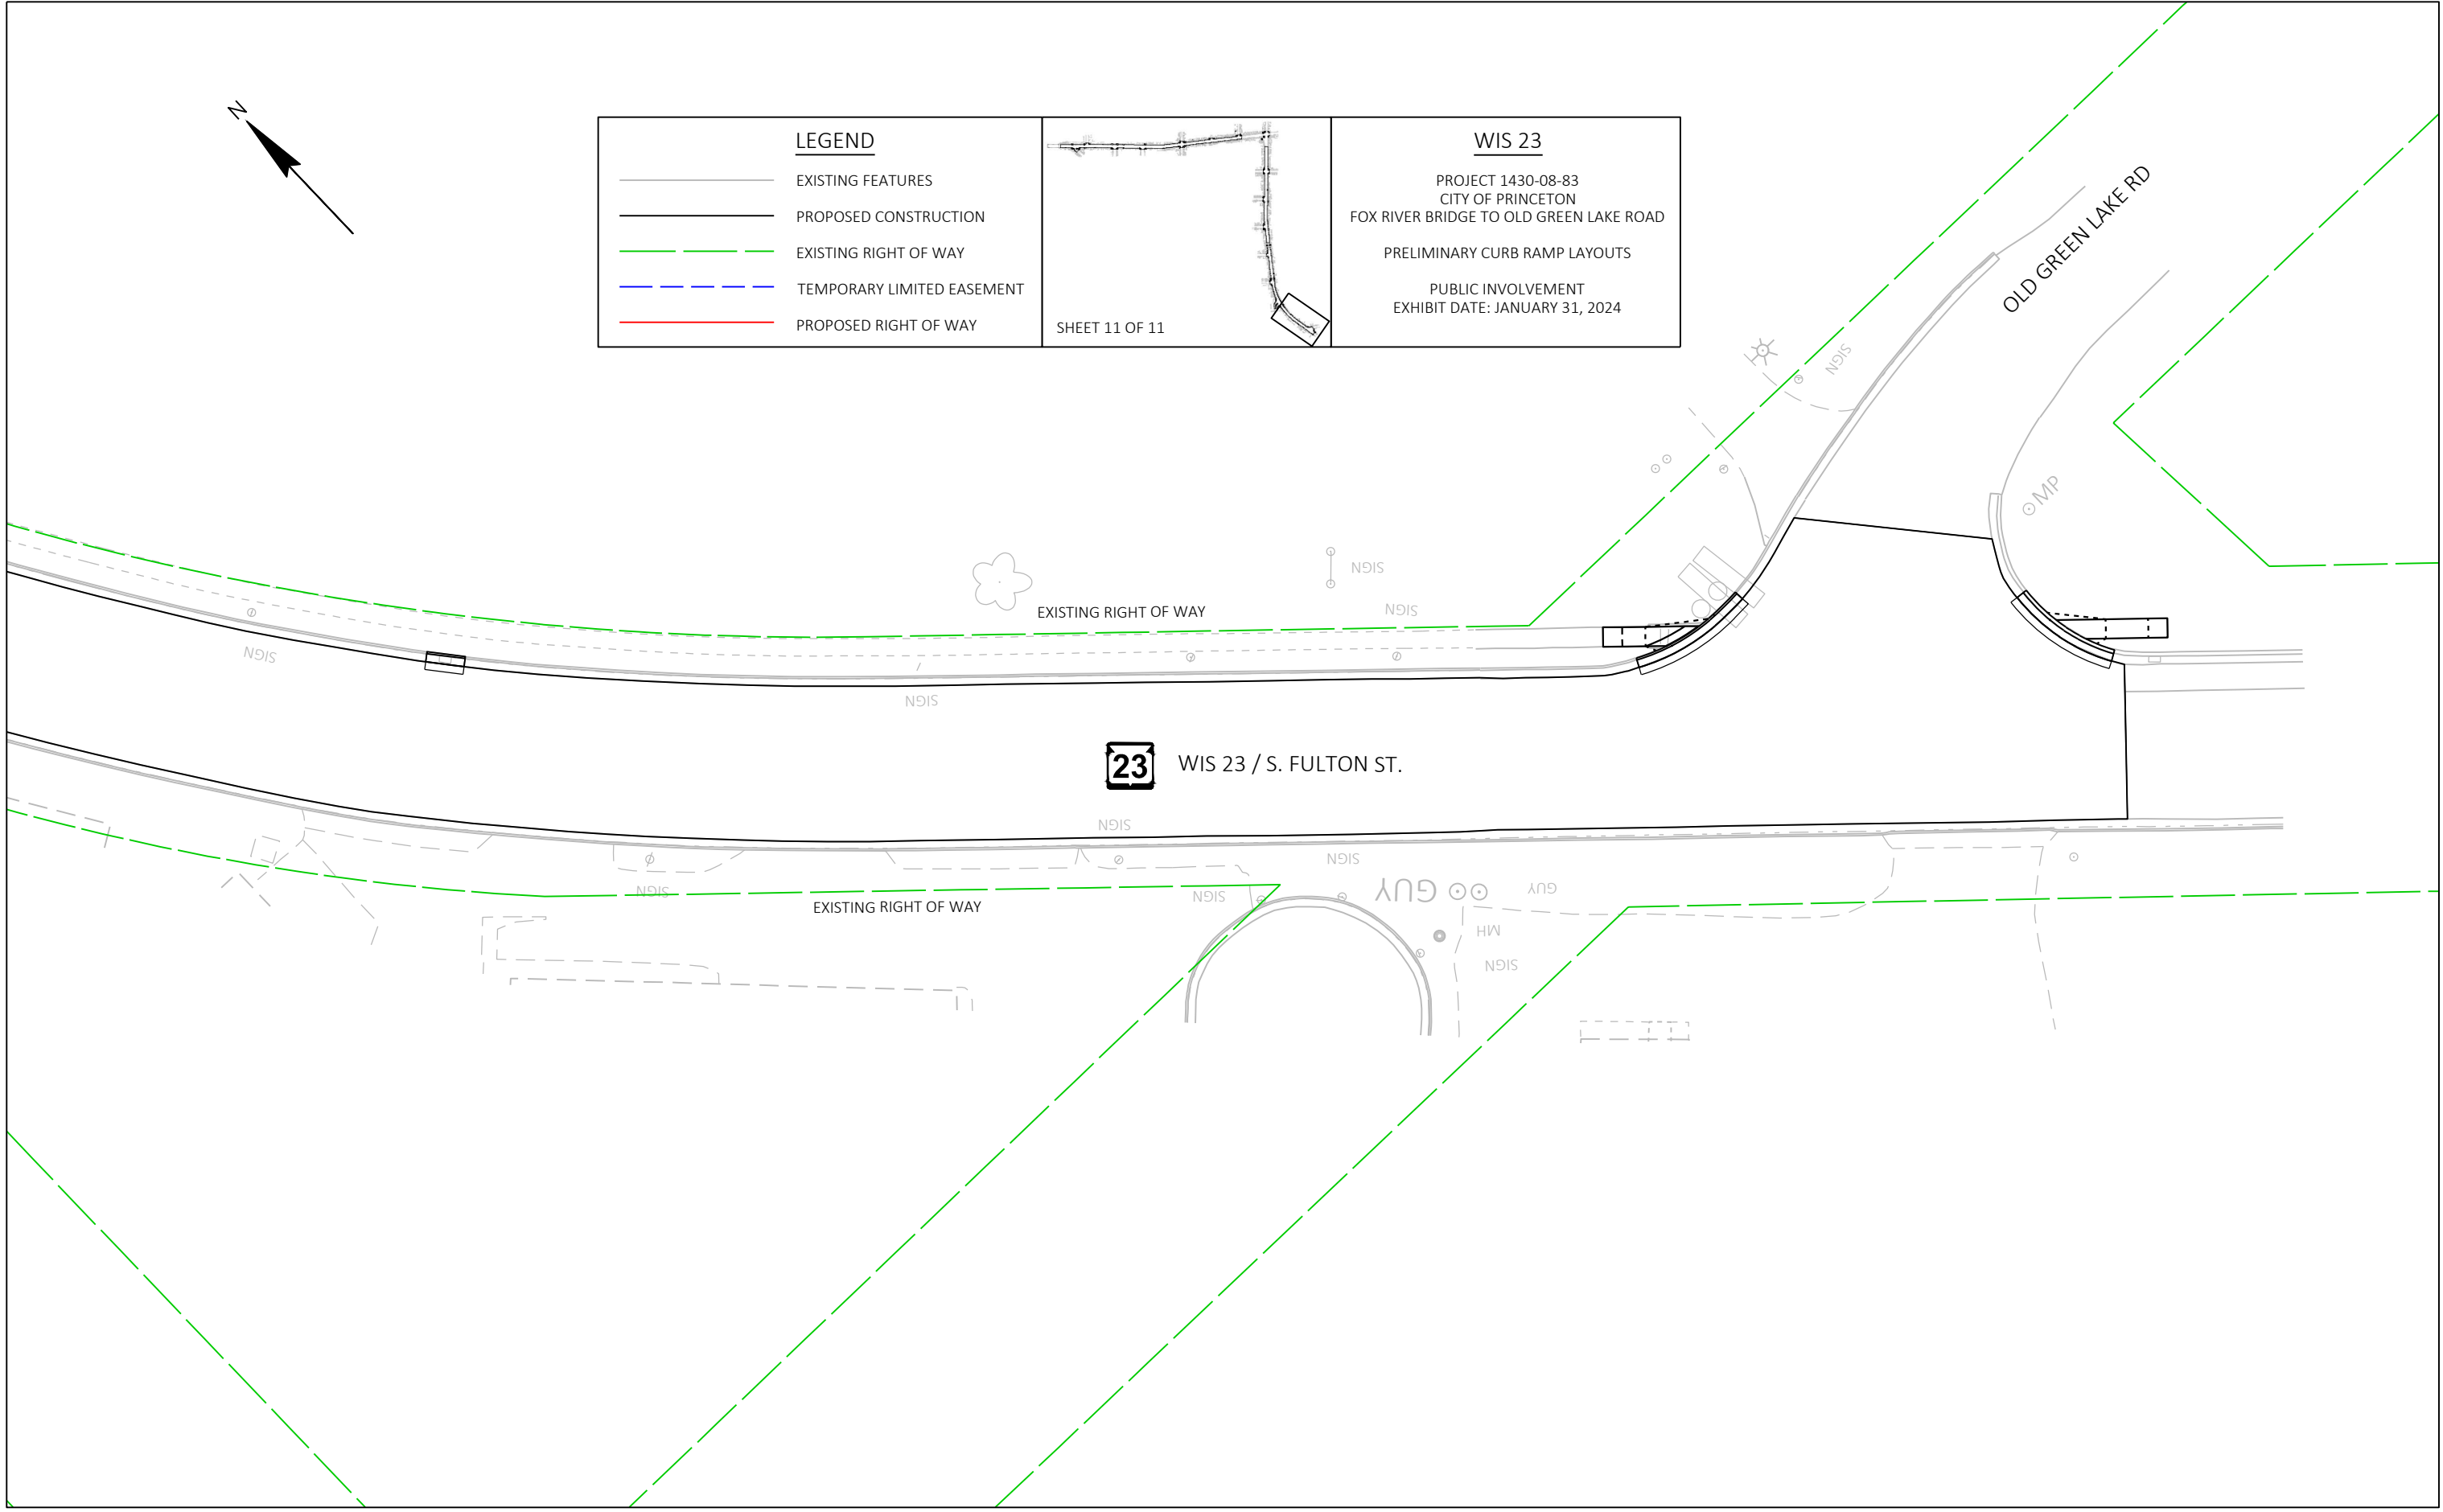 N
LEGEND
EXISTING FEATURES
PROPOSED CONSTRUCTION
EXISTING RIGHT OF WAY
TEMPORARY LIMITED EASEMENT
PROPOSED RIGHT OF WAY
SHEET 11 OF 11
WIS 23
PROJECT 1430-08-83
CITY OF PRINCETON
FOX RIVER BRIDGE TO OLD GREEN LAKE ROAD
PRELIMINARY CURB RAMP LAYOUTS
PUBLIC INVOLVEMENT
EXHIBIT DATE: JANUARY 31, 2024
OLD GREEN LAKE RD
SIGN
MP
SIGN
EXISTING RIGHT OF WAY
SIGN
SIGN
SIGN
23
WIS 23 / S. FULTON ST.
SIGN
SIGN
SIGN
SIGN
GUY
GUY
EXISTING RIGHT OF WAY
MH
SIGN